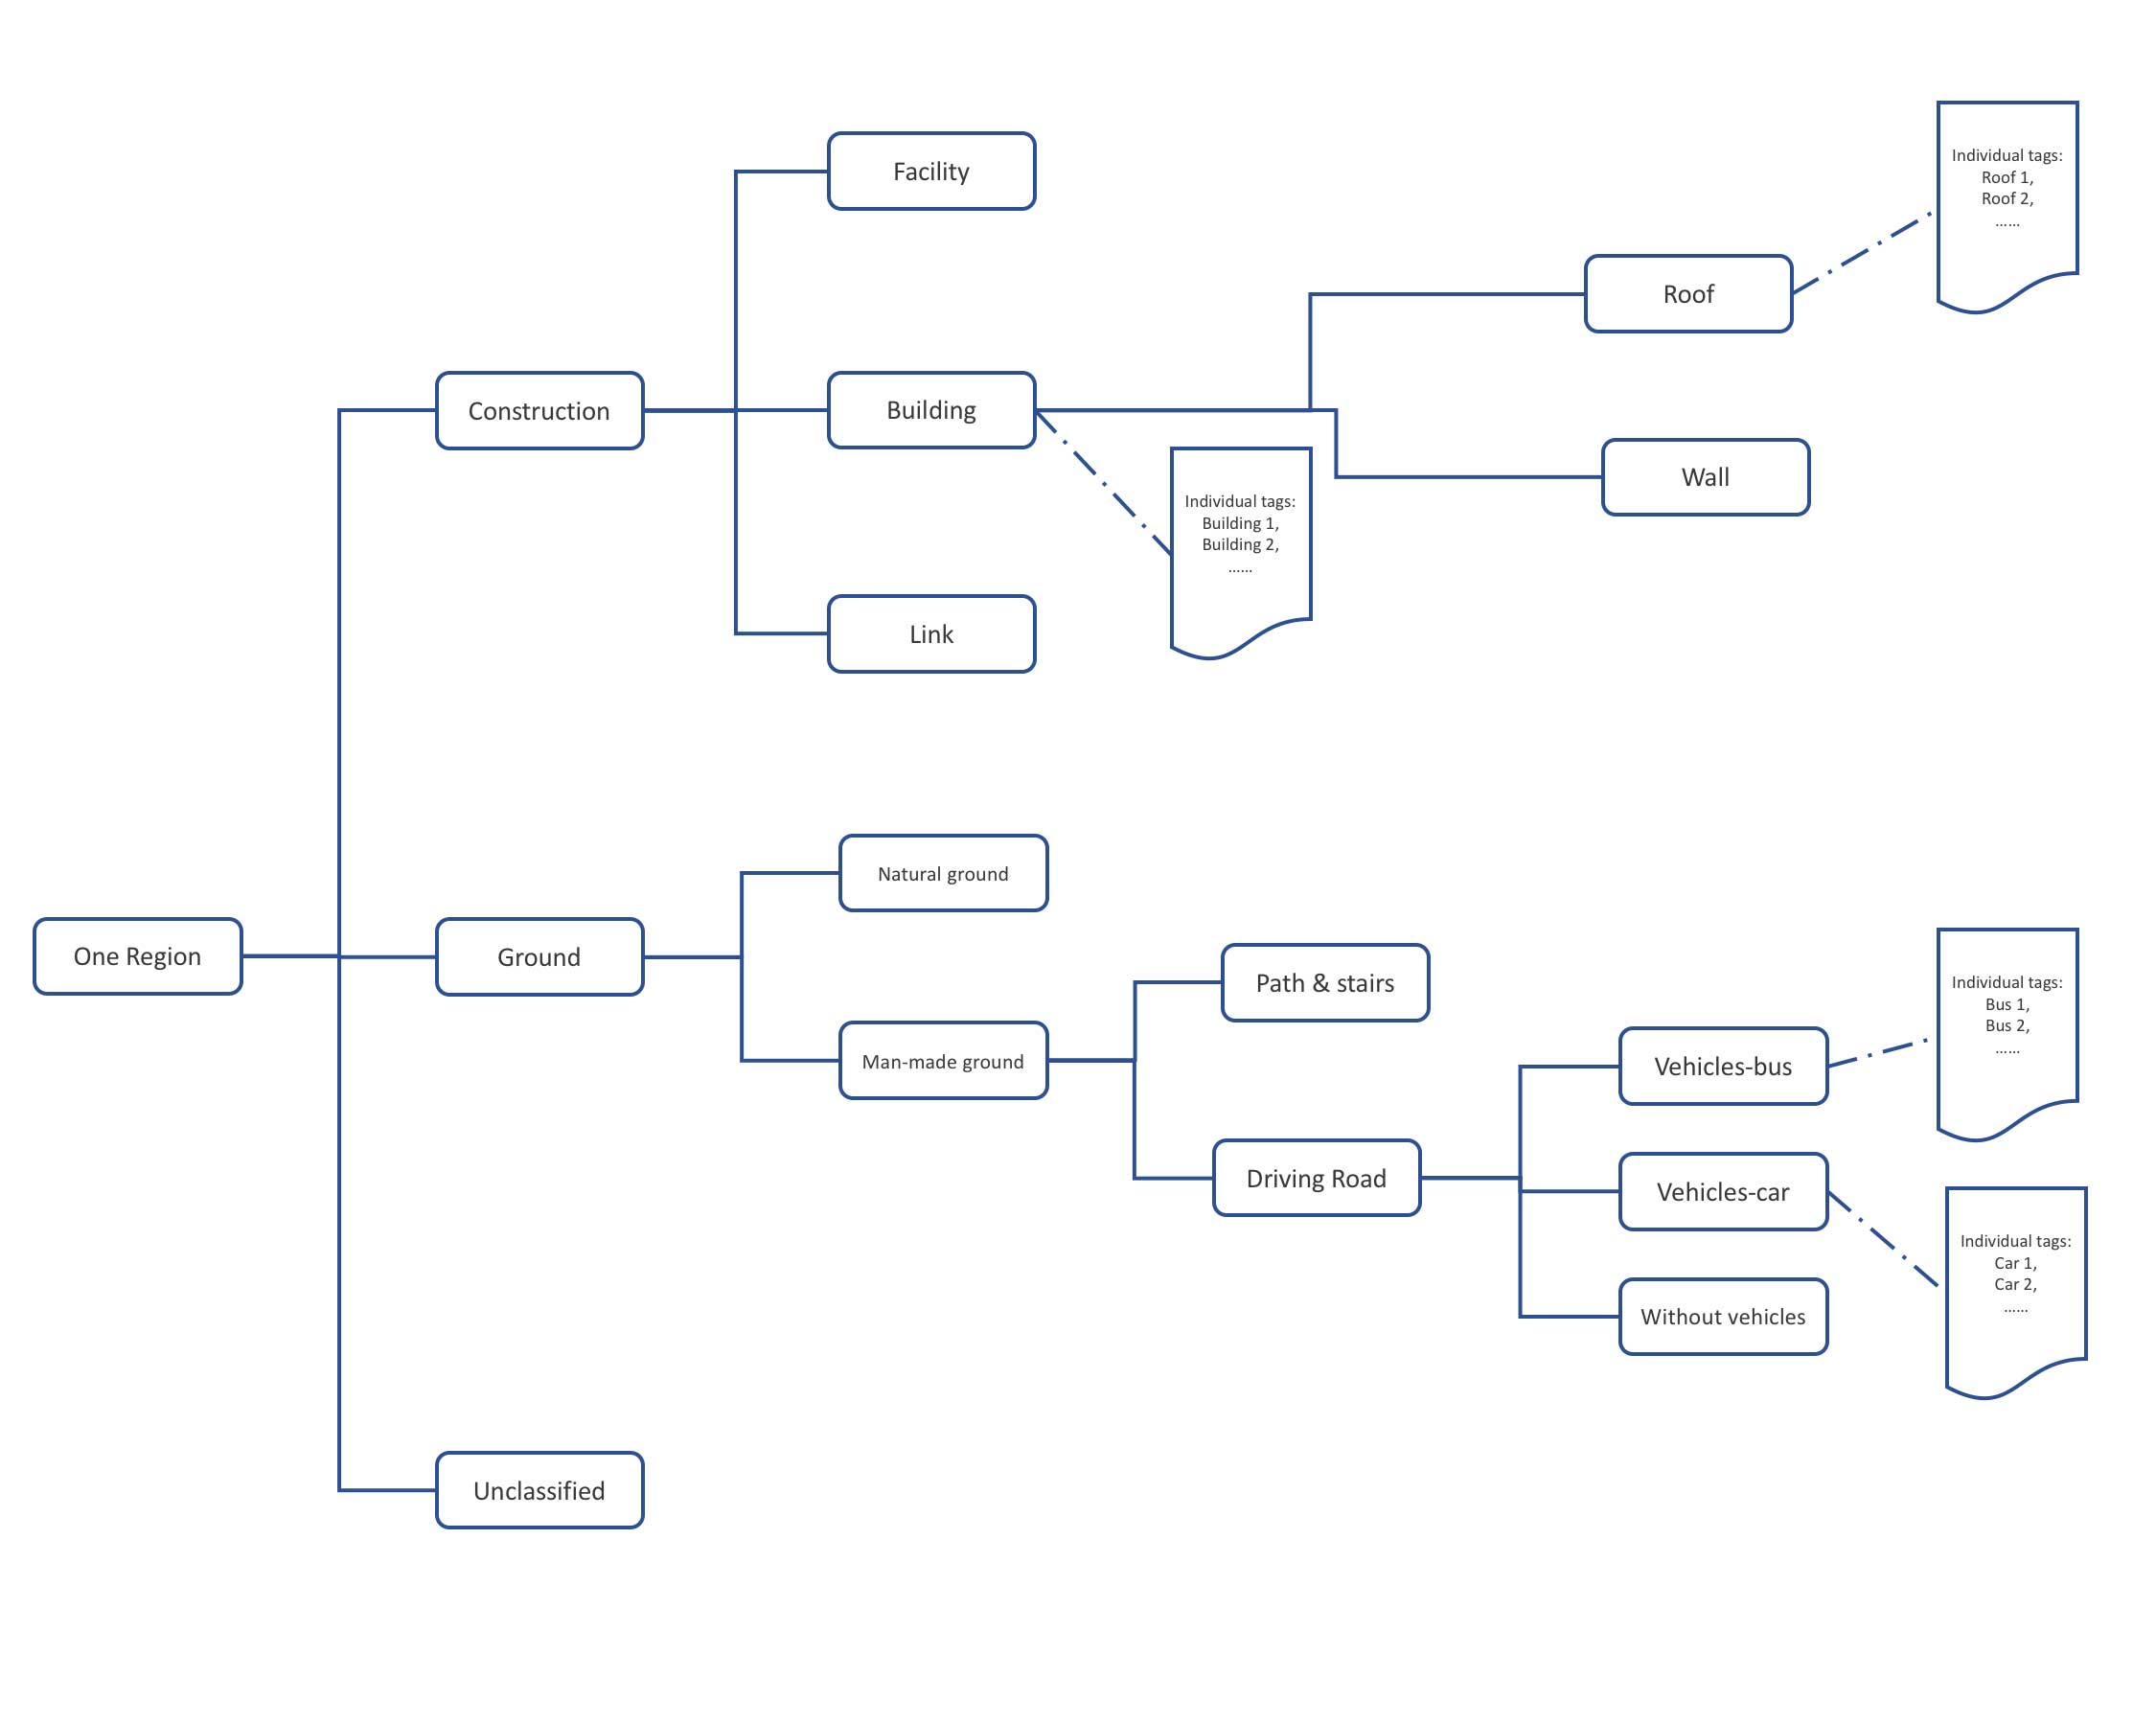 One Region
Construction
Facility
Building
Individual tags:
Building 1,
Building 2,
......
Roof
Individual tags:
Roof 1,
Roof 2,
......
Wall
Link
Ground
Natural ground
Man-made ground
Path & stairs
Driving Road
Vehicles-bus
Individual tags:
Bus 1,
Bus 2,
......
Vehicles-car
Individual tags:
Car 1,
Car 2,
......
Without vehicles
Unclassified